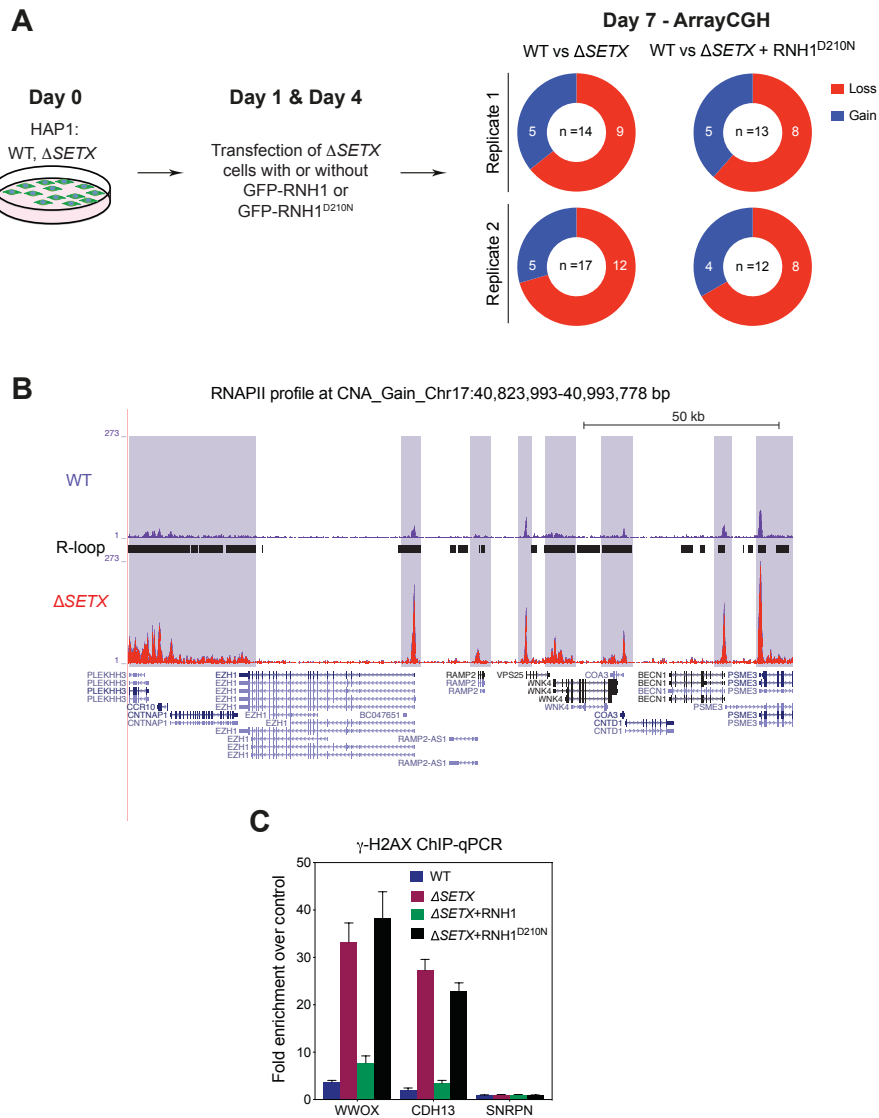 A
Day 7 - ArrayCGH
WT vs ΔSETX
WT vs ΔSETX + RNH1D210N
Day 0
HAP1:
WT, ΔSETX
Day 1 & Day 4
Transfection of ΔSETX
cells with or without
GFP-RNH1 or
GFP-RNH1D210N
Replicate 1
5
n =14
9
5
n =13
8
Loss
Gain
Replicate 2
5
n =17
12
4
n =12
8
B
RNAPII profile at CNA_Gain_Chr17:40,823,993-40,993,778 bp
50 kb
273
WT
1
R-loop
273
ΔSETX
1
PLEKHH3 EZH1 RAMP2 VPS25 COA3 BECN1 PSME3
PLEKHH3 EZH1 RAMP2 WNK4 BECN1 PSME3
PLEKHH3 EZH1 RAMP2 WNK4 BECN1 PSME3
PLEKHH3 EZH1 WNK4 BECN1
CCR10 EZH1 WNK4 PSME3
CNTNAP1 EZH1 BC047651 COA3 PSME3
CNTNAP1 EZH1 CNTD1 PSME3
EZH1 CNTD1
EZH1 RAMP2-AS1
EZH1
EZH1 RAMP2-AS1
C
γ-H2AX ChIP-qPCR
Fold enrichment over control
50
40
30
20
10
0
WT
ΔSETX
ΔSETX+RNH1
ΔSETX+RNH1D210N
WWOX
CDH13
SNRPN